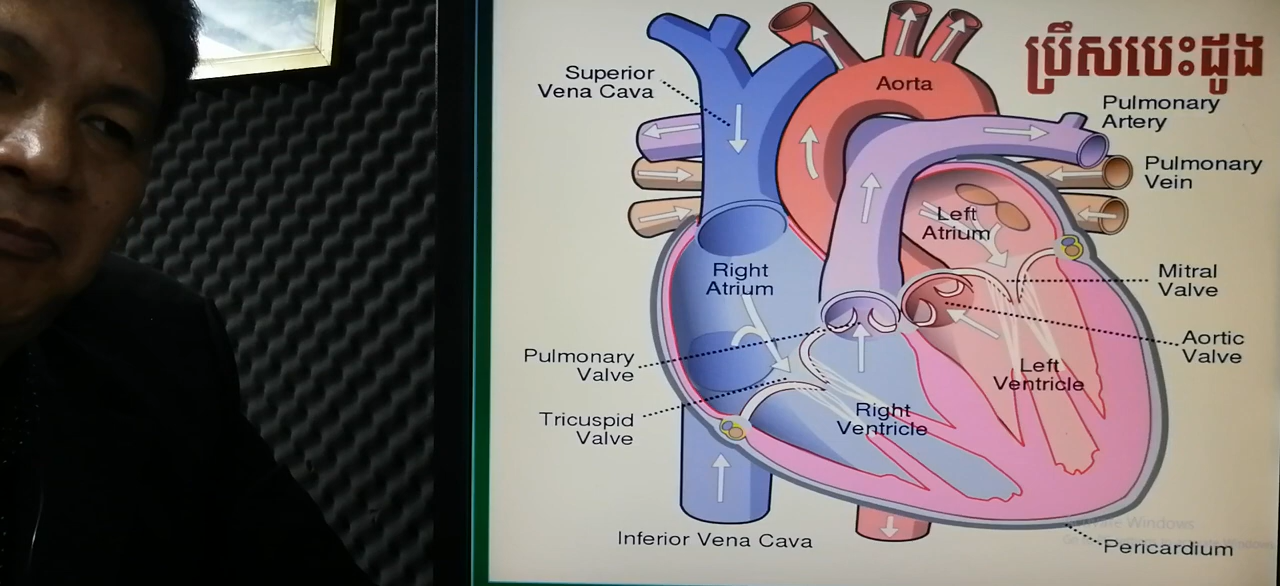 ប្រឹសបេះដូង
Superior
Vena Cava
Aorta
Pulmonary
Artery
Pulmonary
Vein
Left
Atrium
Right
Atrium
Mitral
Valve
Aortic
Valve
Pulmonary
Valve
Left
Ventricle
Tricuspid
Valve
Right
Ventricle
Inferior Vena Cava
Pericardium